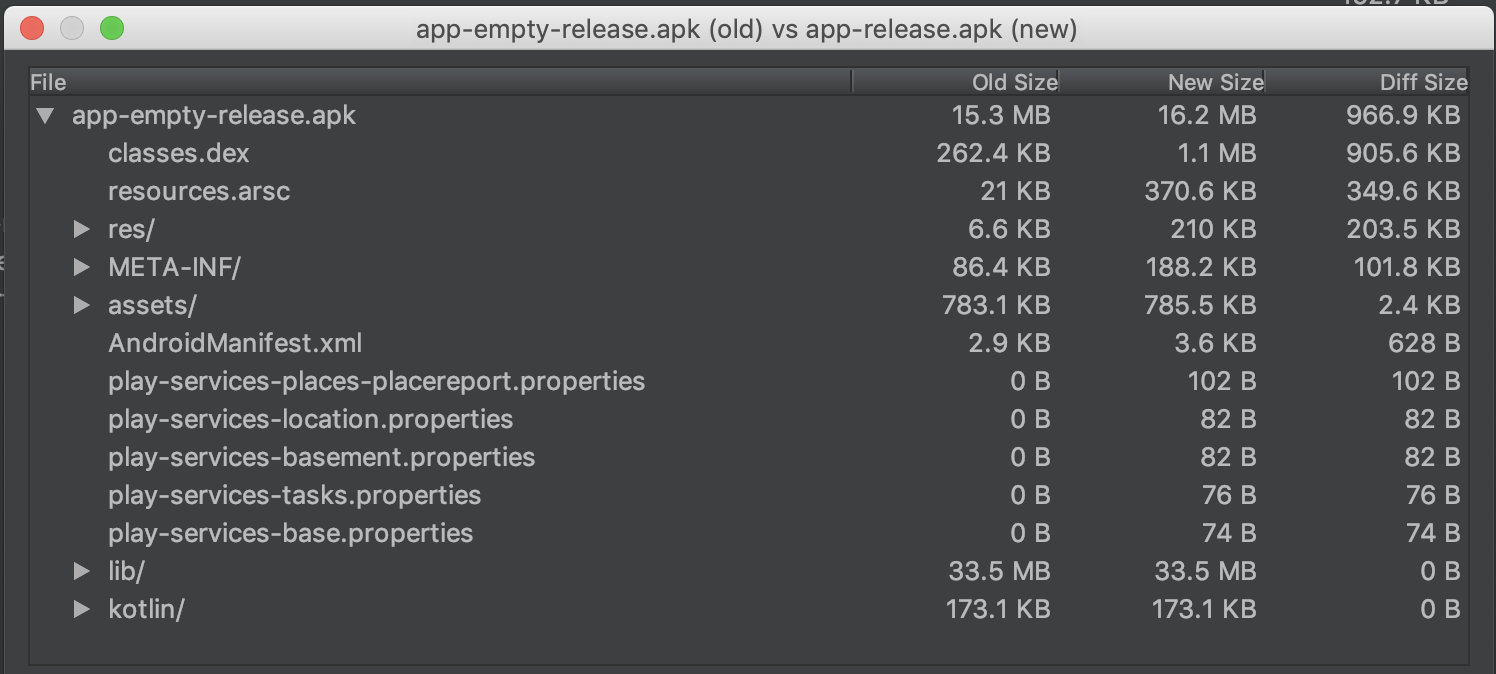 app-empty-release.apk (old) vs app-release.apk (new)
File Old Size New Size Diff Size
app-empty-release.apk 15.3 MB 16.2 MB 966.9 KB
classes.dex 262.4 KB 1.1 MB 905.6 KB
resources.arsc 21 KB 370.6 KB 349.6 KB
res/ 6.6 KB 210 KB 203.5 KB
META-INF/ 86.4 KB 188.2 KB 101.8 KB
assets/ 783.1 KB 785.5 KB 2.4 KB
AndroidManifest.xml 2.9 KB 3.6 KB 628 B
play-services-places-placereport.properties 0 B 102 B 102 B
play-services-location.properties 0 B 82 B 82 B
play-services-basement.properties 0 B 82 B 82 B
play-services-tasks.properties 0 B 76 B 76 B
play-services-base.properties 0 B 74 B 74 B
lib/ 33.5 MB 33.5 MB 0 B
kotlin/ 173.1 KB 173.1 KB 0 B